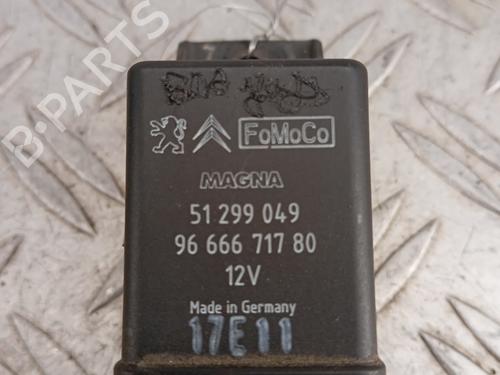 B-PARTS
FoMoCo
MAGNA
51 299 049
96 666 717 80
12V
Made in Germany
17E11